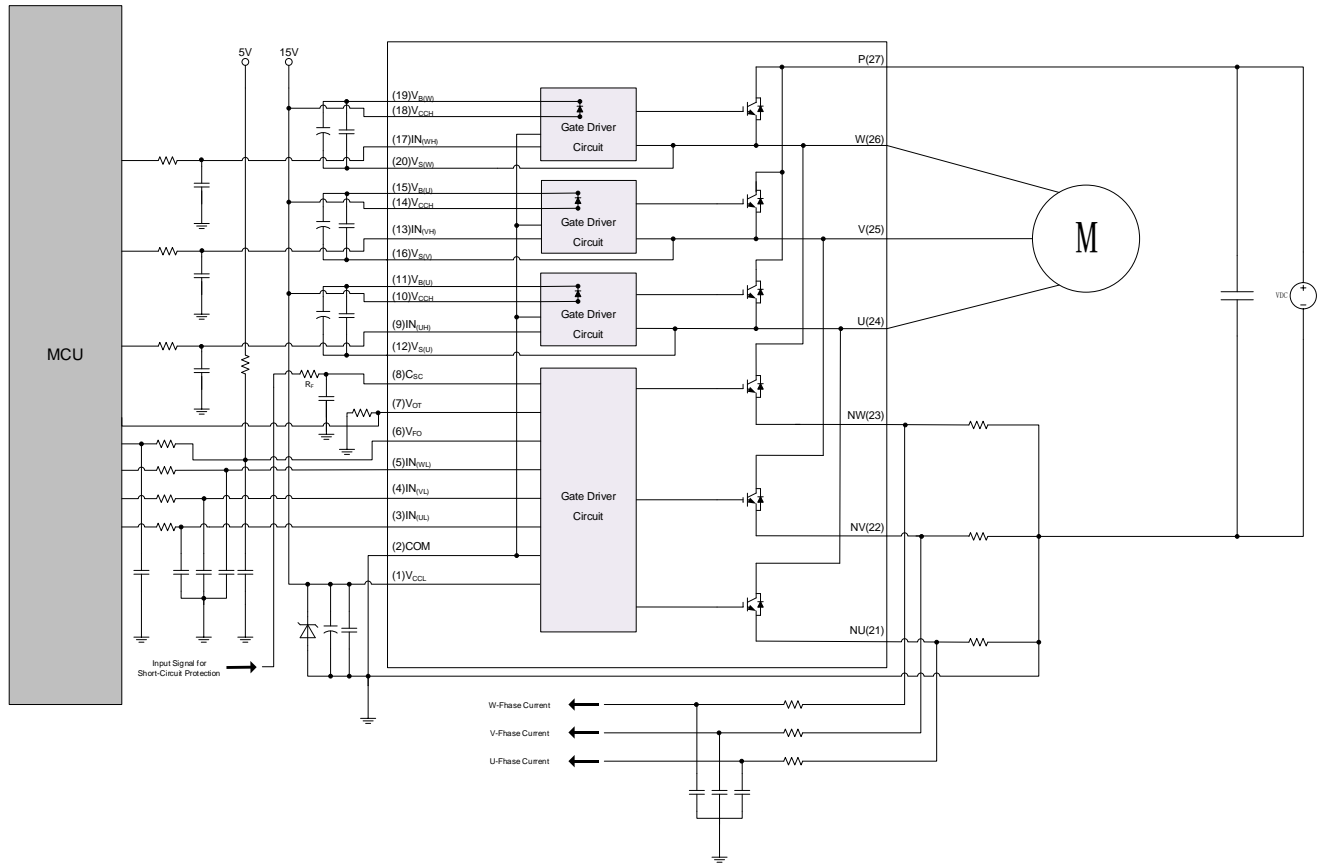 MCU
5V
15V
(19)VB(W)
(18)VCCH
(17)IN(WH)
(20)VS(W)
(15)VB(U)
(14)VCCH
(13)IN(VH)
(16)VS(V)
(11)VB(U)
(10)VCCH
(9)IN(UH)
(12)VS(U)
(8)CSC
(7)VOT
(6)VFO
(5)IN(WL)
(4)IN(VL)
(3)IN(UL)
(2)COM
(1)VCCL
RF
Input Signal for
Short-Circuit Protection
Gate Driver
Circuit
Gate Driver
Circuit
Gate Driver
Circuit
Gate Driver
Circuit
P(27)
W(26)
V(25)
U(24)
NW(23)
NV(22)
NU(21)
M
VDC
+
−
W-Fhase Current
V-Fhase Current
U-Fhase Current